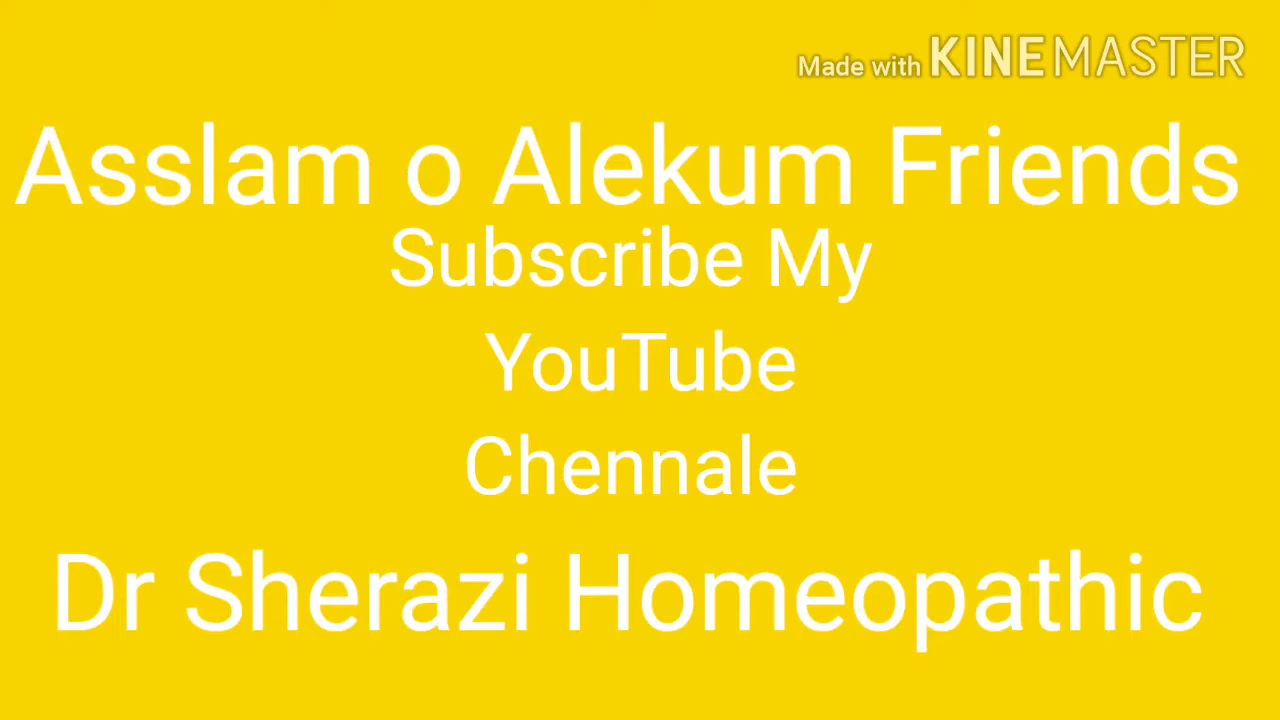 Made with KINEMASTER
Asslam o Alekum Friends
Subscribe My
YouTube
Chennale
Dr Sherazi Homeopathic